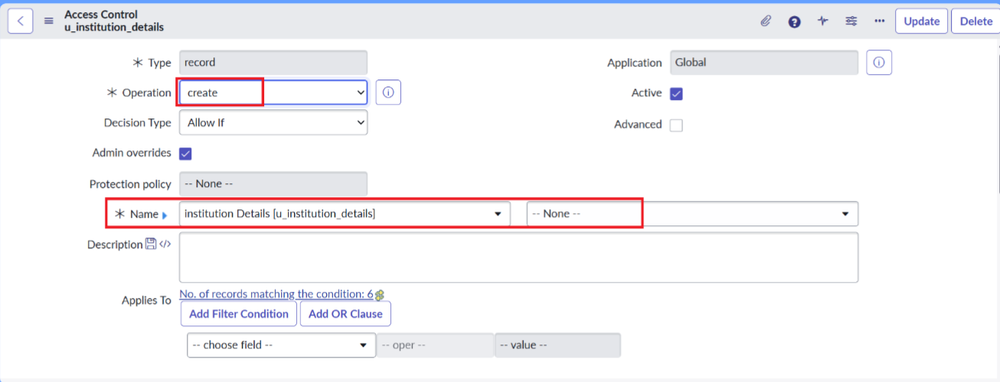 Access Control
u_institution_details
Update
Delete
Type
record
Application
Global
Operation
create
Active
Decision Type
Allow If
Advanced
Admin overrides
Protection policy
-- None --
Name
institution Details [u_institution_details]
-- None --
Description
Applies To
No. of records matching the condition: 6
Add Filter Condition
Add OR Clause
-- choose field --
-- oper --
-- value --